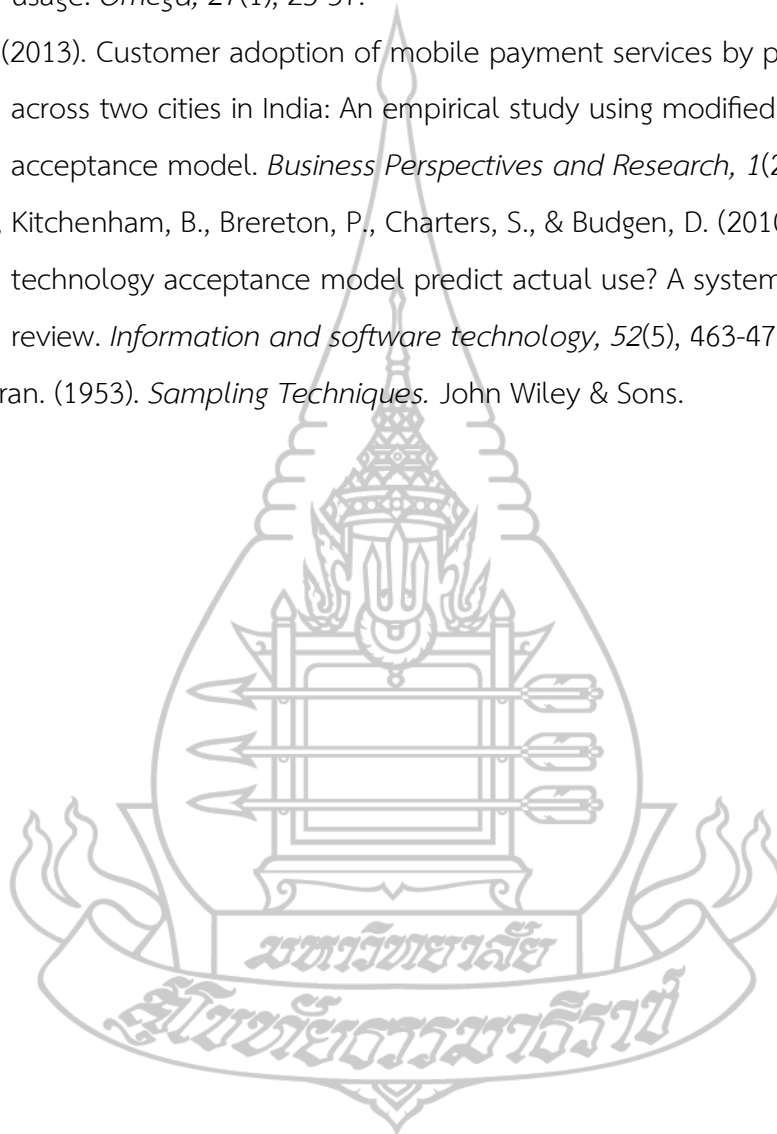 usage. Omega, 27(1), 25-37.
(2013). Customer adoption of mobile payment services by
across two cities in India: An empirical study using modified
acceptance model. Business Perspectives and Research, 1(
Kitchenham, B., Brereton, P., Charters, S., & Budgen, D. (2010
technology acceptance model predict actual use? A system
review. Information and software technology, 52(5), 463-47
ran. (1953). Sampling Techniques. John Wiley & Sons.
มหาวิทยาลัย
สุโขทัยธรรมาธิราช